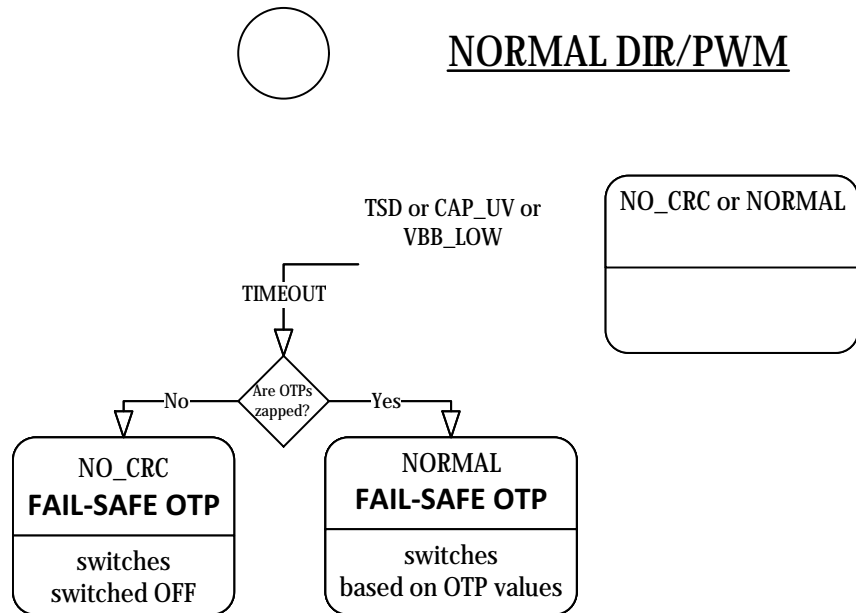 NORMAL DIR/PWM
TSD or CAP_UV or
VBB_LOW
NO_CRC or NORMAL
TIMEOUT
Are OTPs
zapped?
No
Yes
NO_CRC
FAIL-SAFE OTP
switches
switched OFF
NORMAL
FAIL-SAFE OTP
switches
based on OTP values